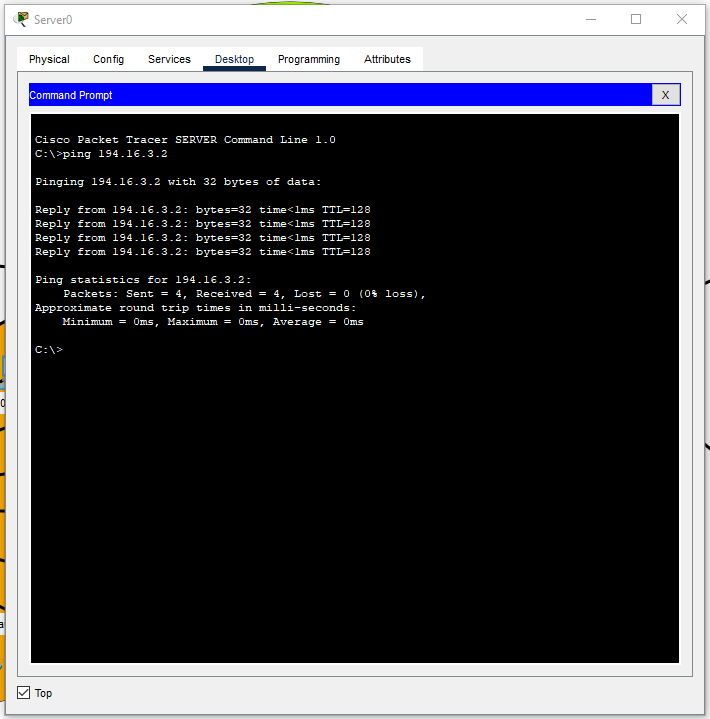 Server0
Physical Config Services Desktop Programming Attributes
Command Prompt X
Cisco Packet Tracer SERVER Command Line 1.0
C:\>ping 194.16.3.2
Pinging 194.16.3.2 with 32 bytes of data:
Reply from 194.16.3.2: bytes=32 time<1ms TTL=128
Reply from 194.16.3.2: bytes=32 time<1ms TTL=128
Reply from 194.16.3.2: bytes=32 time<1ms TTL=128
Reply from 194.16.3.2: bytes=32 time<1ms TTL=128
Ping statistics for 194.16.3.2:
Packets: Sent = 4, Received = 4, Lost = 0 (0% loss),
Approximate round trip times in milli-seconds:
Minimum = 0ms, Maximum = 0ms, Average = 0ms
C:\>
Top